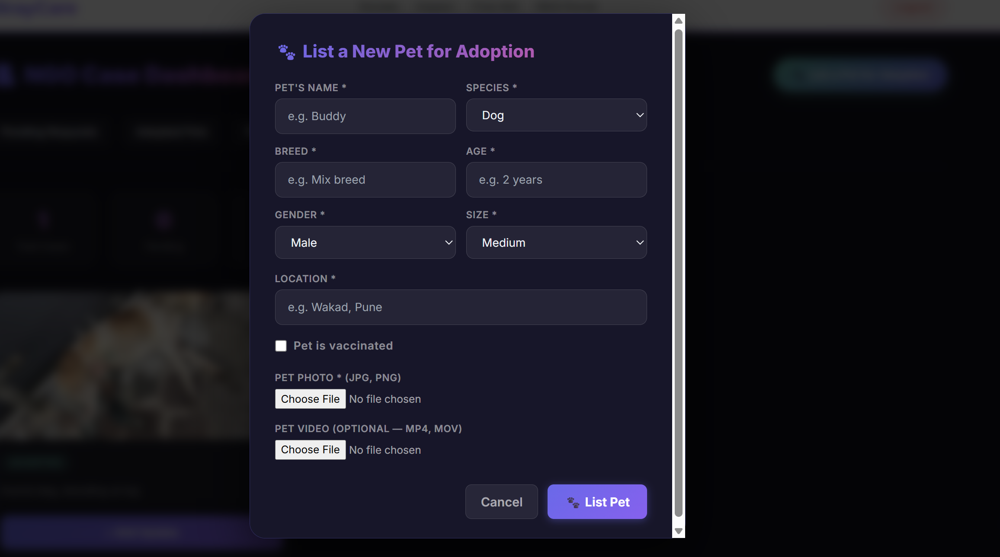 List a New Pet for Adoption
PET'S NAME *
SPECIES *
e.g. Buddy
Dog
BREED *
AGE *
e.g. Mix breed
e.g. 2 years
GENDER *
SIZE *
Male
Medium
LOCATION *
e.g. Wakad, Pune
Pet is vaccinated
PET PHOTO * (JPG, PNG)
Choose File No file chosen
PET VIDEO (OPTIONAL — MP4, MOV)
Choose File No file chosen
Cancel
List Pet